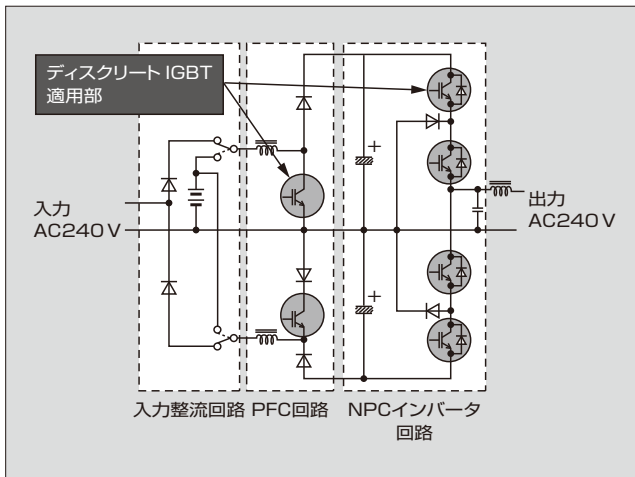 ディスクリート IGBT
適用部
入力
AC240 V
出力
AC240 V
+
+
入力整流回路
PFC回路
NPCインバータ
回路